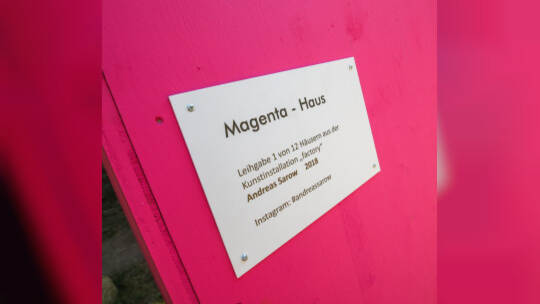 Magenta - Haus
Leihgabe 1 von 12 Häusern aus der
Kunstinstallation „factory“
Andreas Sarow 2018
Instagram: #andreassarow